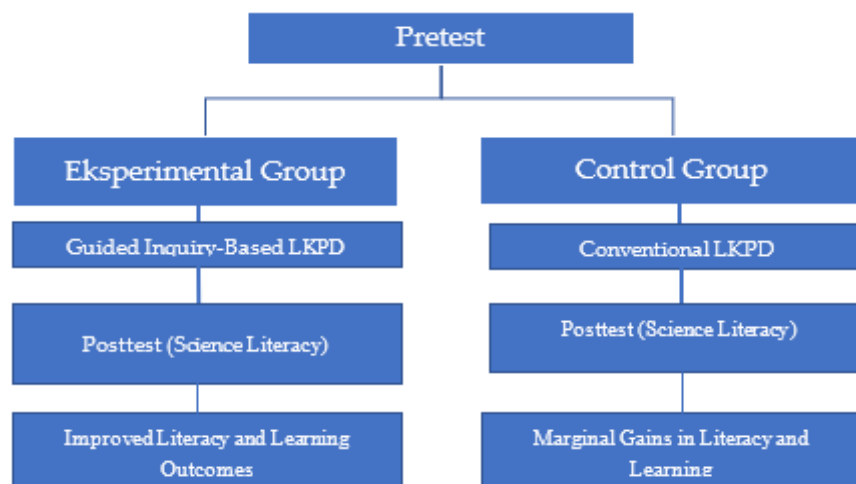 Pretest
Eksperimental Group
Control Group
Guided Inquiry-Based LKPD
Conventional LKPD
Posttest (Science Literacy)
Posttest (Science Literacy)
Improved Literacy and Learning
Outcomes
Marginal Gains in Literacy and
Learning